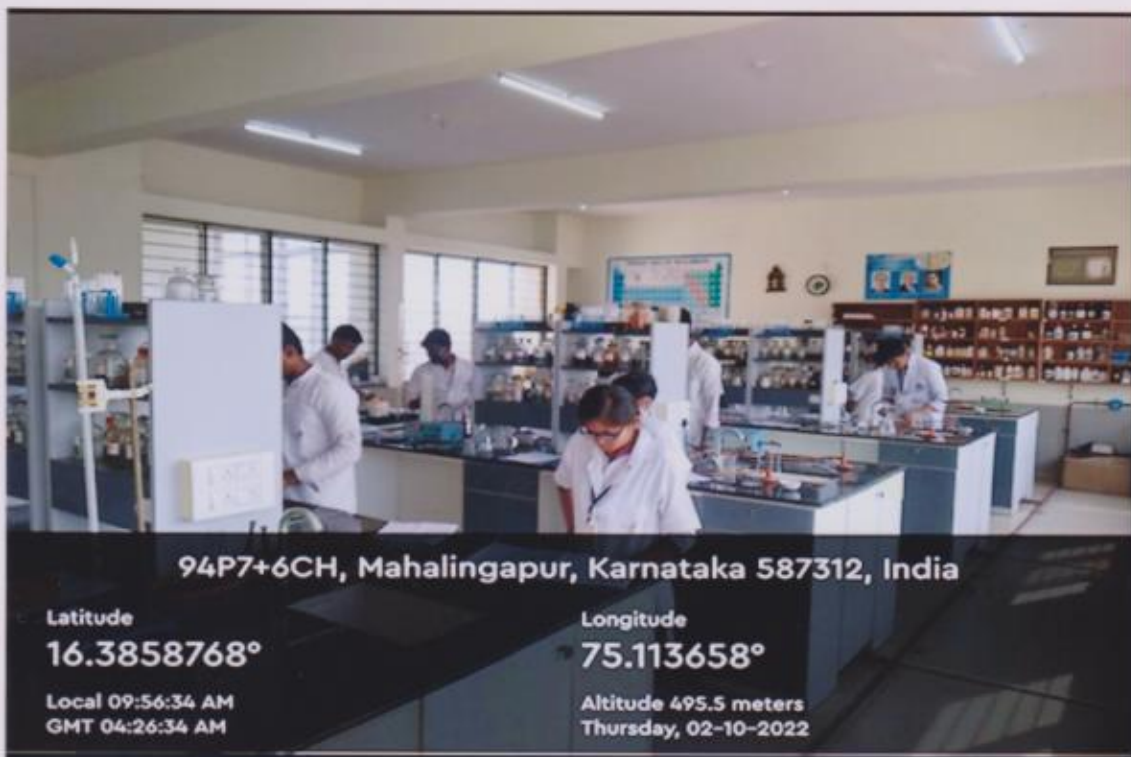 94P7+6CH, Mahalingapur, Karnataka 587312, India
Latitude
16.3858768°
Longitude
75.113658°
Local 09:56:34 AM
GMT 04:26:34 AM
Altitude 495.5 meters
Thursday, 02-10-2022